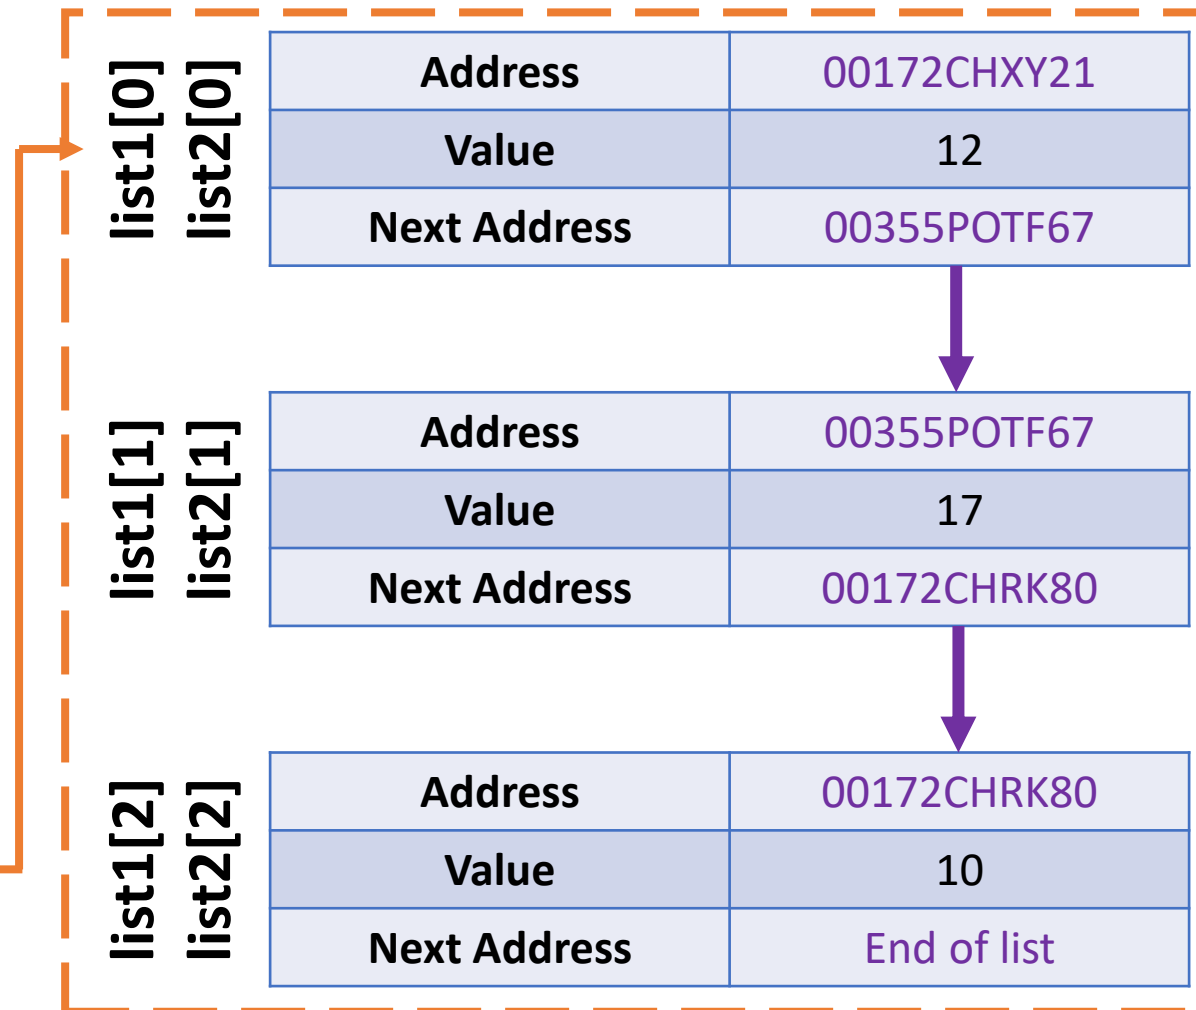 list1[0]
list2[0]
Address 00172CHXY21
Value 12
Next Address 00355POTF67
list1[1]
list2[1]
Address 00355POTF67
Value 17
Next Address 00172CHRK80
list1[2]
list2[2]
Address 00172CHRK80
Value 10
Next Address End of list